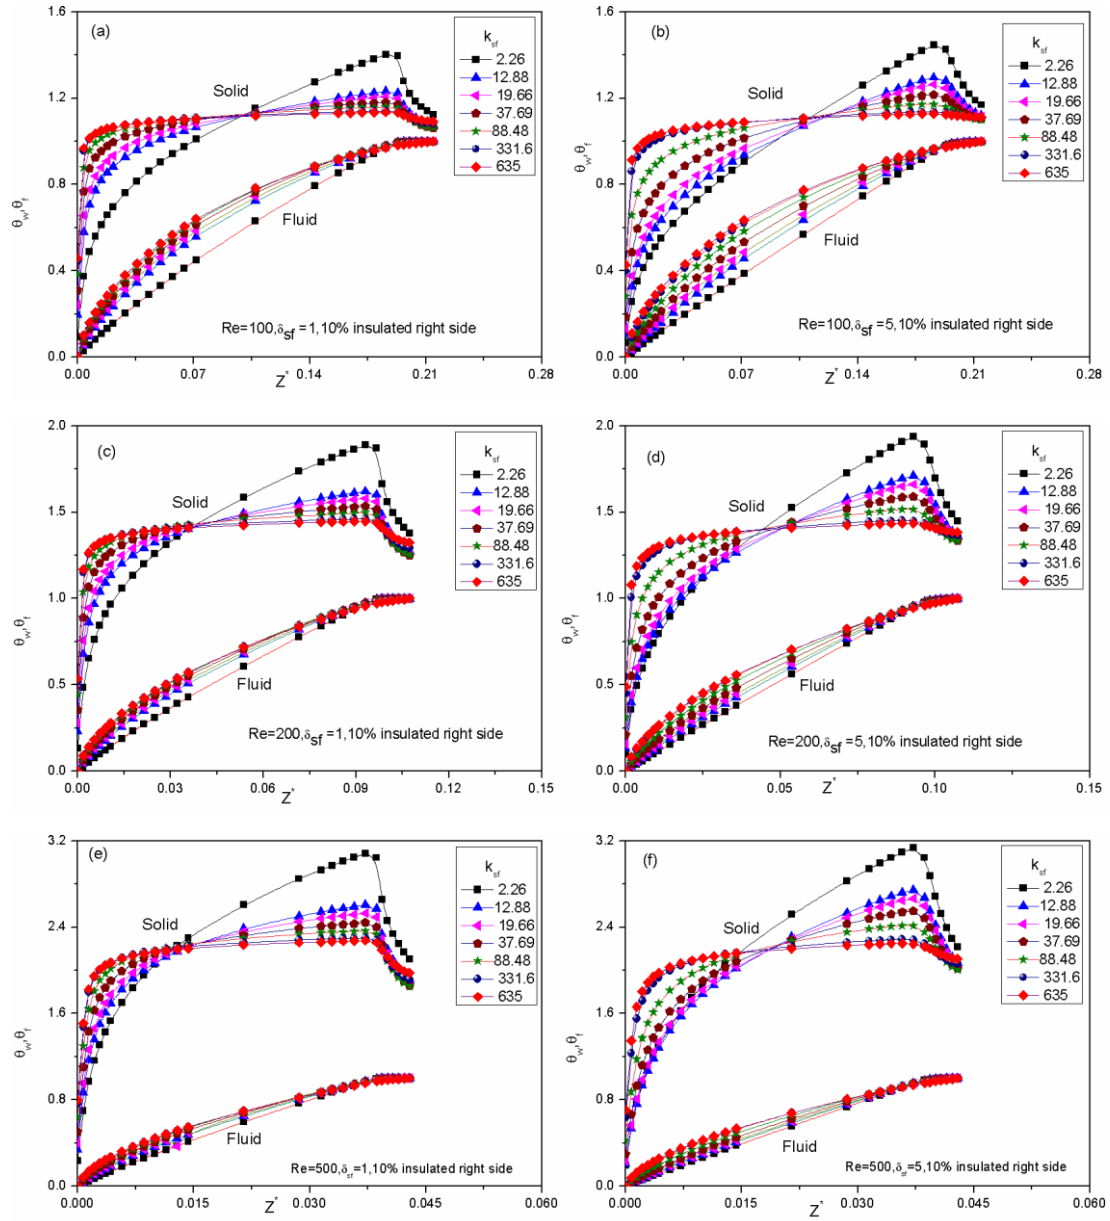 (a)
k_sf
2.26
12.88
19.66
37.69
88.48
331.6
635
Solid
Fluid
Re=100,δ_sf =1,10% insulated right side
θ_w,θ_f
1.6
1.2
0.8
0.4
0.0
0.00 0.07 0.14 0.21 0.28
Z*
(b)
k_sf
2.26
12.88
19.66
37.69
88.48
331.6
635
Solid
Fluid
Re=100,δ_sf =5,10% insulated right side
θ_w,θ_f
1.6
1.2
0.8
0.4
0.0
0.00 0.07 0.14 0.21 0.28
Z*
(c)
k_sf
2.26
12.88
19.66
37.69
88.48
331.6
635
Solid
Fluid
Re=200,δ_sf =1,10% insulated right side
θ_w,θ_f
2.0
1.5
1.0
0.5
0.0
0.00 0.03 0.06 0.09 0.12 0.15
Z*
(d)
k_sf
2.26
12.88
19.66
37.69
88.48
331.6
635
Solid
Fluid
Re=200,δ_sf =5,10% insulated right side
θ_w,θ_f
2.0
1.5
1.0
0.5
0.0
0.00 0.05 0.10 0.15
Z*
(e)
k_sf
2.26
12.88
19.66
37.69
88.48
331.6
635
Solid
Fluid
Re=500,δ_sf=1,10% insulated right side
θ_w,θ_f
3.2
2.4
1.6
0.8
0.0
0.000 0.015 0.030 0.045 0.060
Z*
(f)
k_sf
2.26
12.88
19.66
37.69
88.48
331.6
635
Solid
Fluid
Re=500,δ_sf=5,10% insulated right side
θ_w,θ_f
3.2
2.4
1.6
0.8
0.0
0.000 0.015 0.030 0.045 0.060
Z*